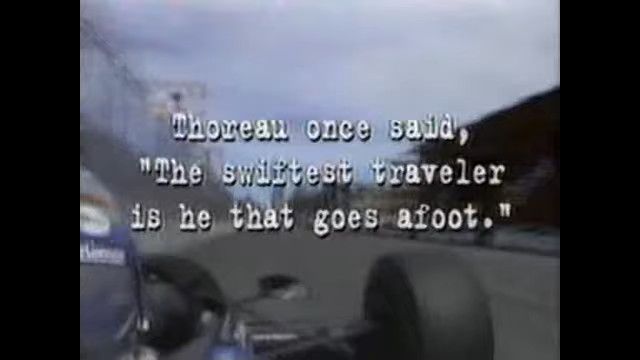 Thoreau once said,
"The swiftest traveler
is he that goes afoot."